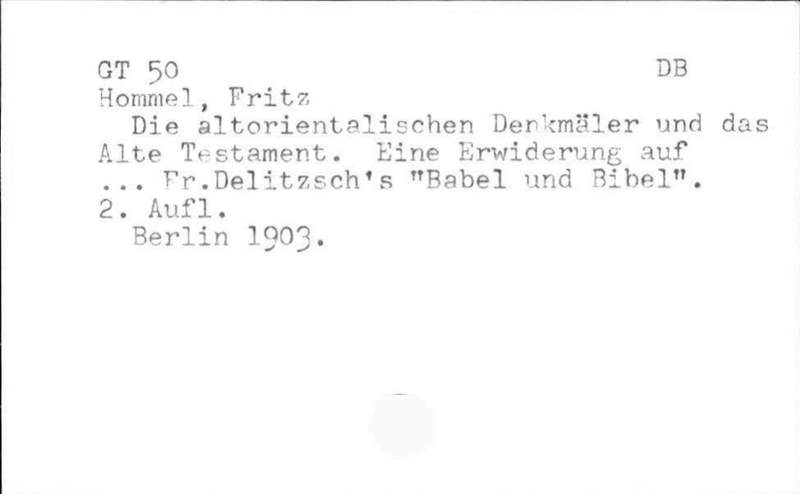 GT 50 DB
Hommel, Fritz
Die altorientalischen Denkmäler und das
Alte Testament. Eine Erwiderung auf
... Fr.Delitzsch's "Babel und Bibel".
2. Aufl.
Berlin 1903.